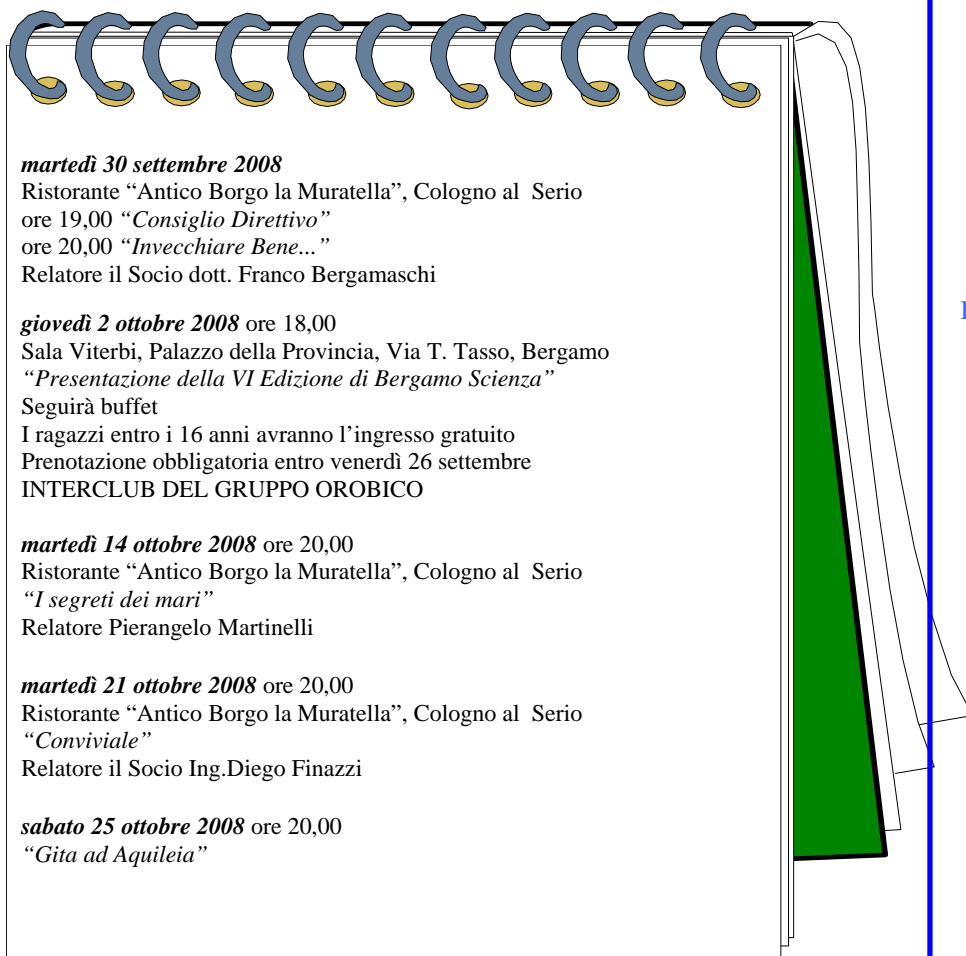 martedì 30 settembre 2008
Ristorante “Antico Borgo la Muratella”, Cologno al Serio
ore 19,00 “Consiglio Direttivo”
ore 20,00 “Invecchiare Bene...”
Relatore il Socio dott. Franco Bergamaschi
giovedì 2 ottobre 2008 ore 18,00
Sala Viterbi, Palazzo della Provincia, Via T. Tasso, Bergamo
“Presentazione della VI Edizione di Bergamo Scienza”
Seguirà buffet
I ragazzi entro i 16 anni avranno l’ingresso gratuito
Prenotazione obbligatoria entro venerdì 26 settembre
INTERCLUB DEL GRUPPO OROBICO
martedì 14 ottobre 2008 ore 20,00
Ristorante “Antico Borgo la Muratella”, Cologno al Serio
“I segreti dei mari”
Relatore Pierangelo Martinelli
martedì 21 ottobre 2008 ore 20,00
Ristorante “Antico Borgo la Muratella”, Cologno al Serio
“Conviviale”
Relatore il Socio Ing.Diego Finazzi
sabato 25 ottobre 2008 ore 20,00
“Gita ad Aquileia”